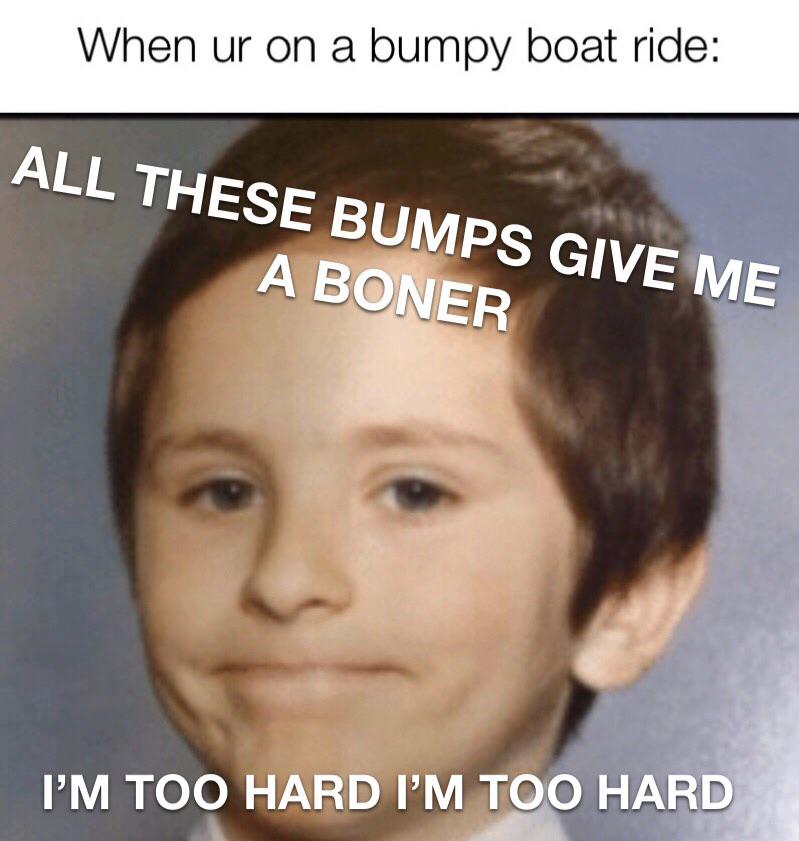 When ur on a bumpy boat ride:
ALL THESE BUMPS GIVE ME
A BONER
I'M TOO HARD I'M TOO HARD